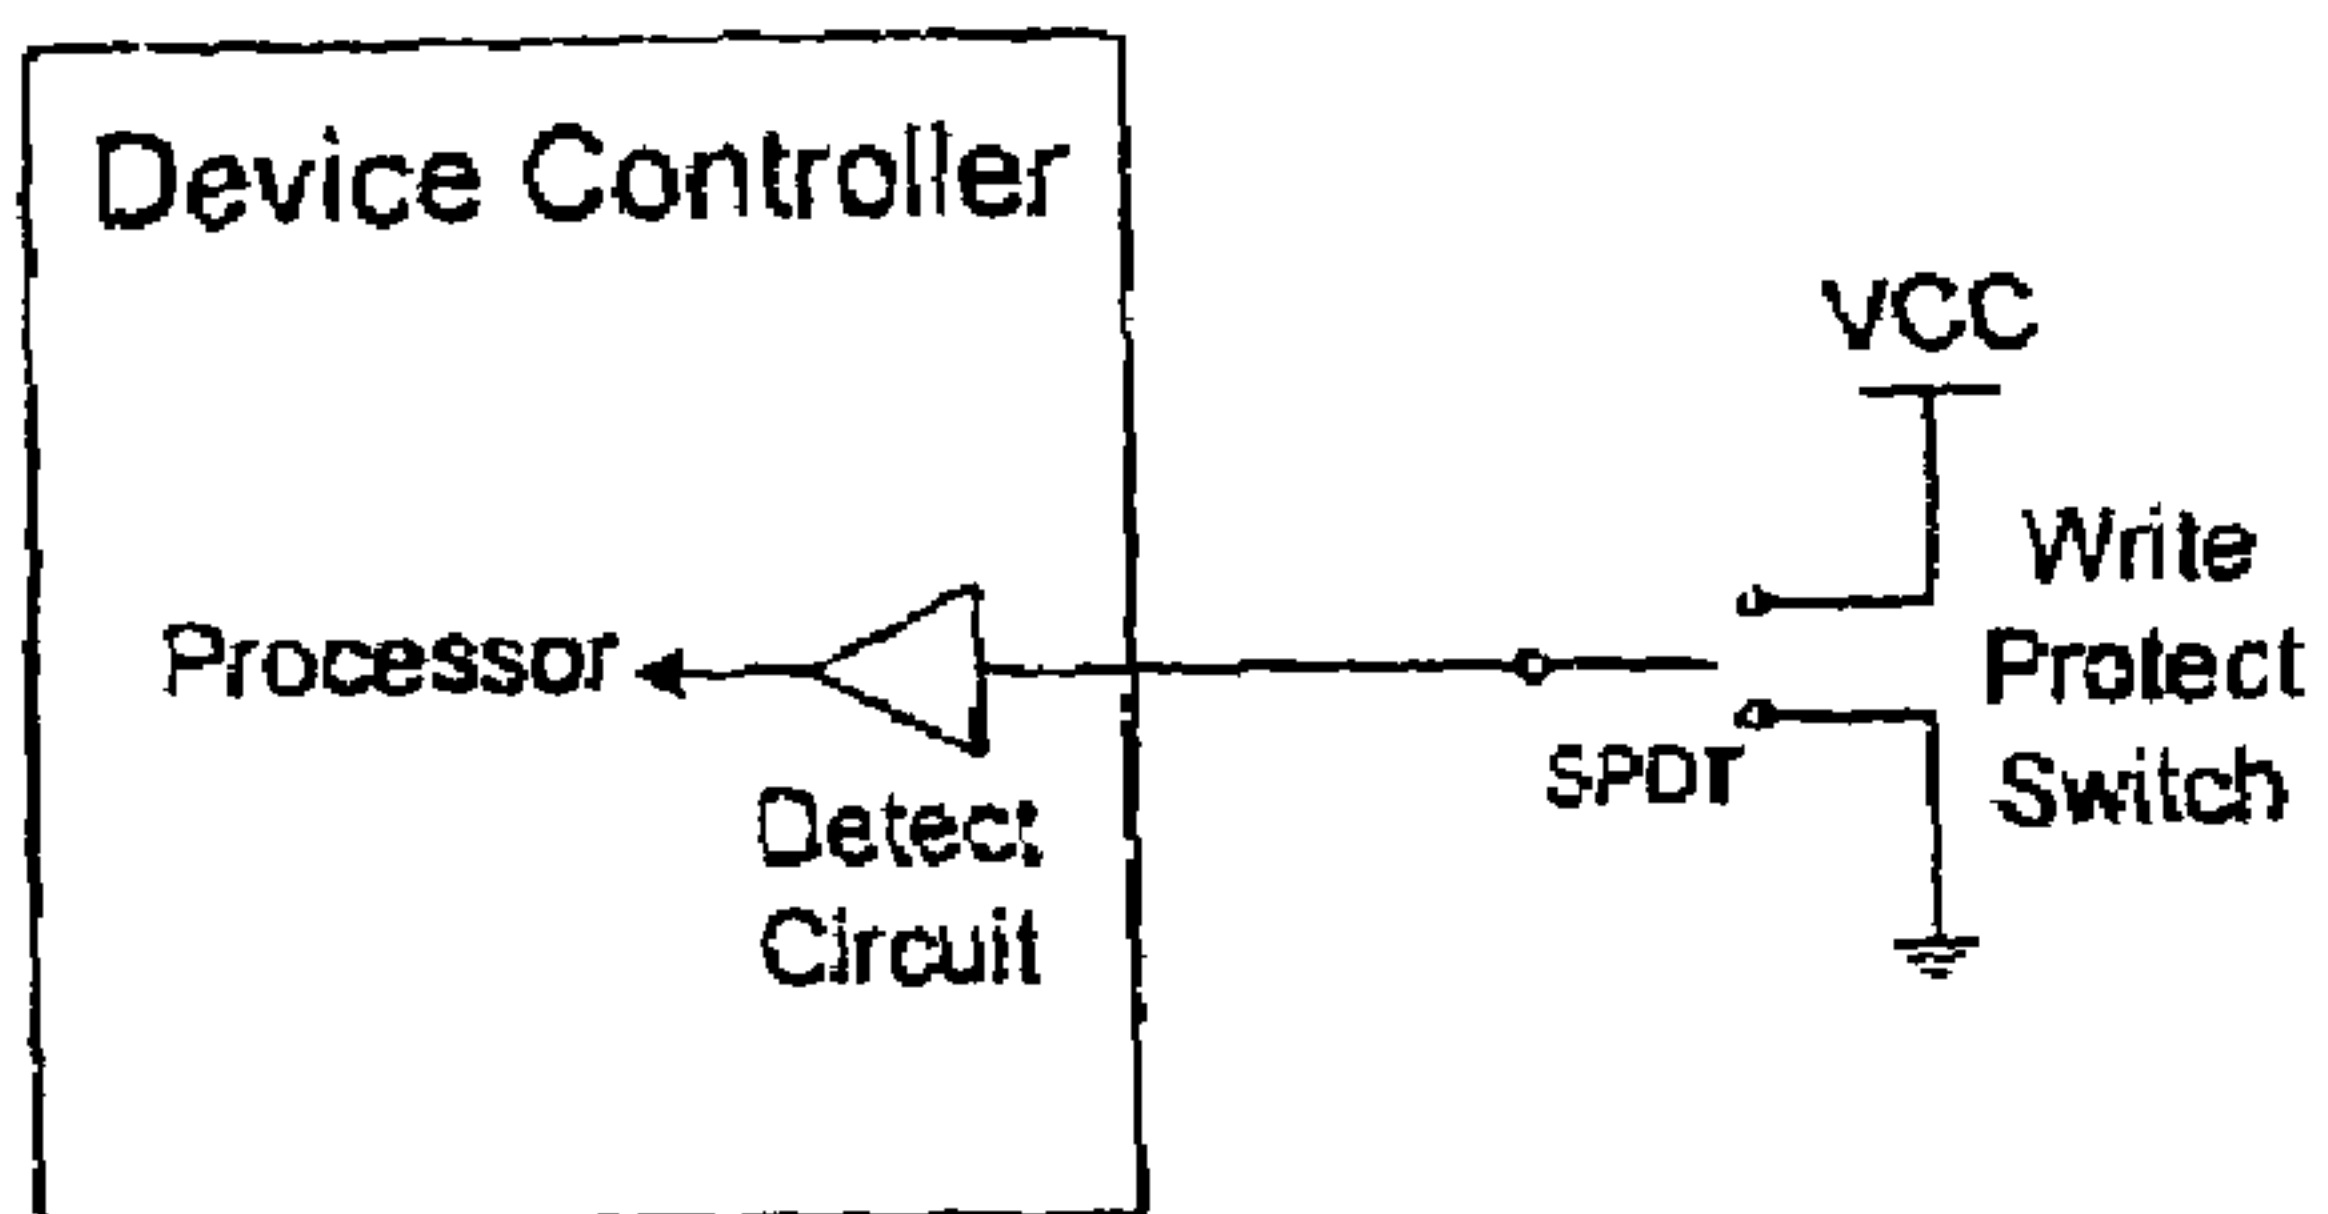 Device Controller
VCC
Write
Protect
Switch
Processor
SPDT
Detect
Circuit